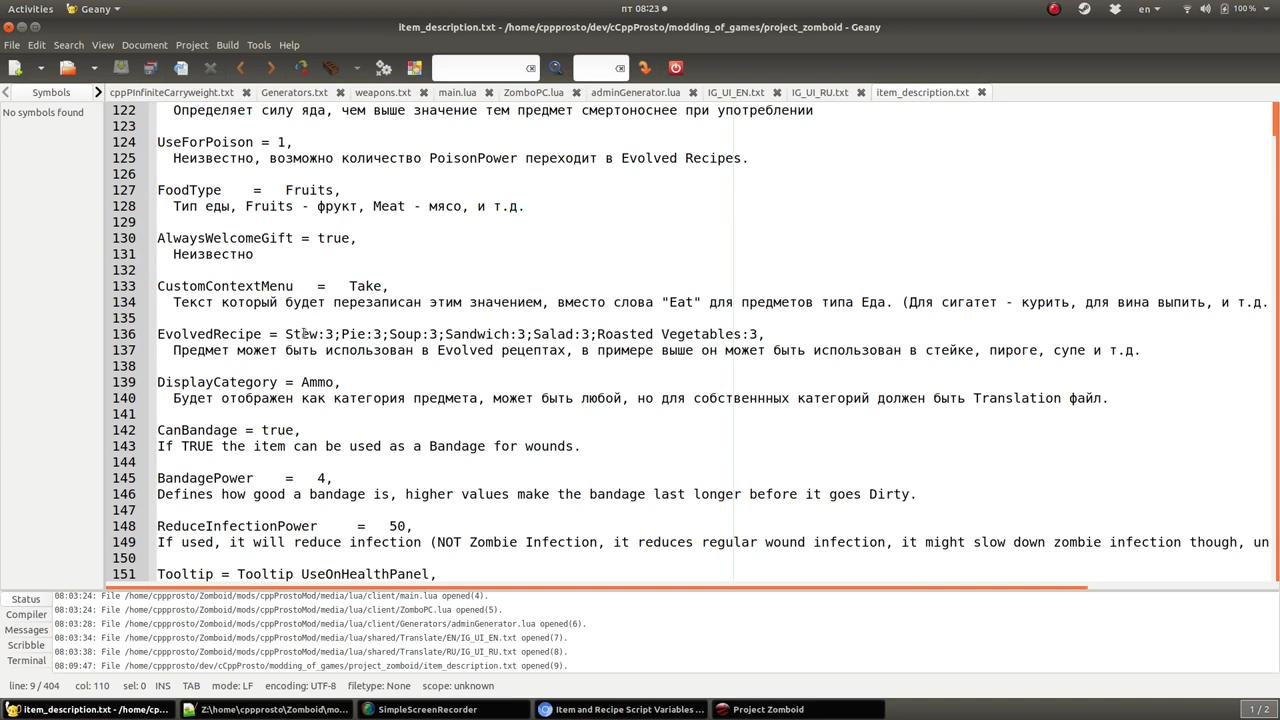 Activities Geany пт 08:23 en 100 %
item_description.txt - /home/cppprosto/dev/cCppProsto/modding_of_games/project_zomboid - Geany
File Edit Search View Document Project Build Tools Help
Symbols cppPInfiniteCarryweight.txt Generators.txt weapons.txt main.lua ZomboPC.lua adminGenerator.lua IG_UI_EN.txt IG_UI_RU.txt item_description.txt
No symbols found
122 Определяет силу яда, чем выше значение тем предмет смертоноснее при употреблении
123
124 UseForPoison = 1,
125 Неизвестно, возможно количество PoisonPower переходит в Evolved Recipes.
126
127 FoodType = Fruits,
128 Тип еды, Fruits - фрукт, Meat - мясо, и т.д.
129
130 AlwaysWelcomeGift = true,
131 Неизвестно
132
133 CustomContextMenu = Take,
134 Текст который будет перезаписан этим значением, вместо слова "Eat" для предметов типа Еда. (Для сигатет - курить, для вина выпить, и т.д.
135
136 EvolvedRecipe = Stew:3;Pie:3;Soup:3;Sandwich:3;Salad:3;Roasted Vegetables:3,
137 Предмет может быть использован в Evolved рецептах, в примере выше он может быть использован в стейке, пироге, супе и т.д.
138
139 DisplayCategory = Ammo,
140 Будет отображен как категория предмета, может быть любой, но для собственнных категорий должен быть Translation файл.
141
142 CanBandage = true,
143 If TRUE the item can be used as a Bandage for wounds.
144
145 BandagePower = 4,
146 Defines how good a bandage is, higher values make the bandage last longer before it goes Dirty.
147
148 ReduceInfectionPower = 50,
149 If used, it will reduce infection (NOT Zombie Infection, it reduces regular wound infection, it might slow down zombie infection though, un
150
151 Tooltip = Tooltip UseOnHealthPanel,
Status
Compiler
Messages
Scribble
Terminal
08:03:24: File /home/cppprosto/Zomboid/mods/cppProstoMod/media/lua/client/main.lua opened(4).
08:03:24: File /home/cppprosto/Zomboid/mods/cppProstoMod/media/lua/client/ZomboPC.lua opened(5).
08:03:28: File /home/cppprosto/Zomboid/mods/cppProstoMod/media/lua/client/Generators/adminGenerator.lua opened(6).
08:03:34: File /home/cppprosto/Zomboid/mods/cppProstoMod/media/lua/shared/Translate/EN/IG_UI_EN.txt opened(7).
08:03:38: File /home/cppprosto/Zomboid/mods/cppProstoMod/media/lua/shared/Translate/RU/IG_UI_RU.txt opened(8).
08:09:47: File /home/cppprosto/dev/cCppProsto/modding_of_games/project_zomboid/item_description.txt opened(9).
line: 9 / 404 col: 110 sel: 0 INS TAB mode: LF encoding: UTF-8 filetype: None scope: unknown
item_description.txt - /home/cp... Z:\home\cppprosto\Zomboid\mo... SimpleScreenRecorder Item and Recipe Script Variables ... Project Zomboid 1 / 2